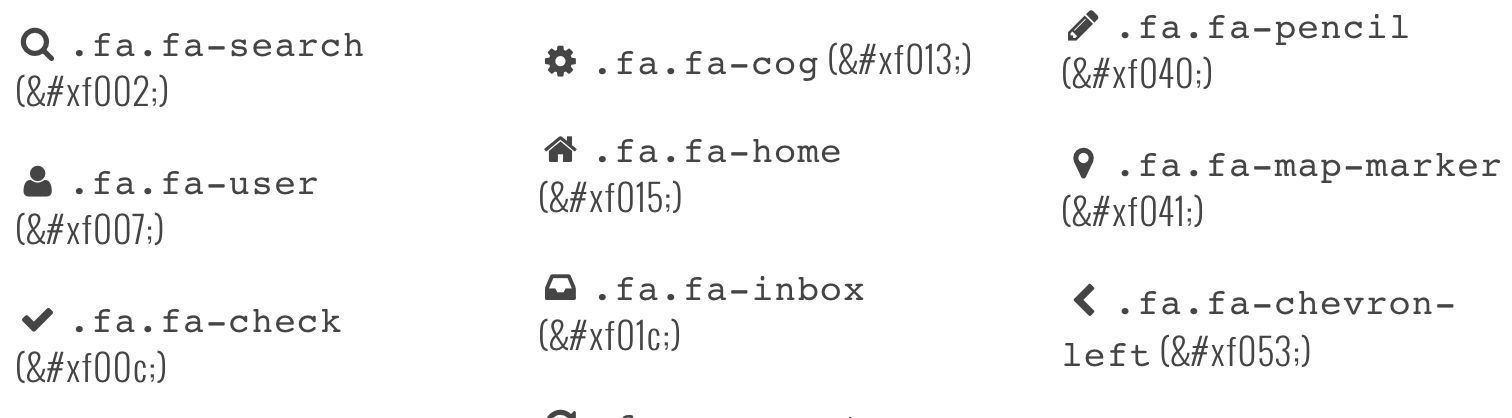 .fa.fa-search
(&#xf002;)
.fa.fa-user
(&#xf007;)
.fa.fa-check
(&#xf00c;)
.fa.fa-cog (&#xf013;)
.fa.fa-home
(&#xf015;)
.fa.fa-inbox
(&#xf01c;)
.fa.fa-pencil
(&#xf040;)
.fa.fa-map-marker
(&#xf041;)
.fa.fa-chevron-
left (&#xf053;)